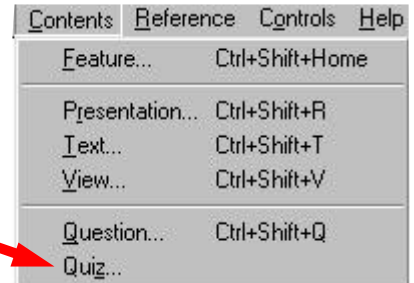 Contents Reference Controls Help
Feature... Ctrl+Shift+Home
Presentation... Ctrl+Shift+R
Text... Ctrl+Shift+T
View... Ctrl+Shift+V
Question... Ctrl+Shift+Q
Quiz...